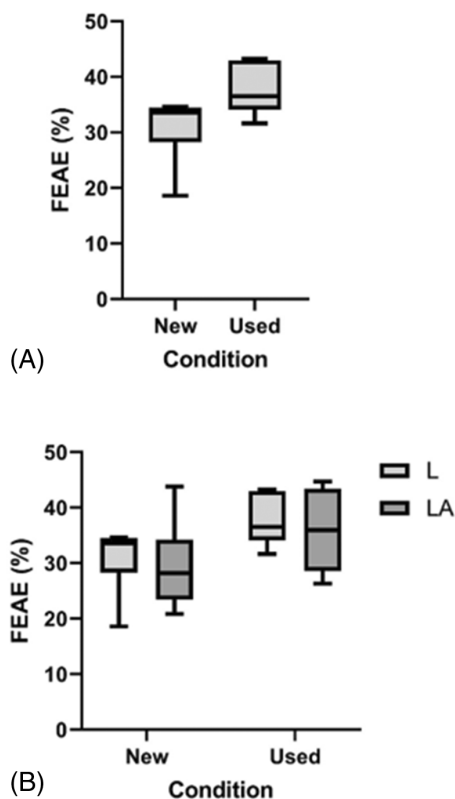 50
40
30
20
10
0
FEAE (%)
New Used
Condition
(A)
50
40
30
20
10
0
FEAE (%)
New Used
Condition
L
LA
(B)